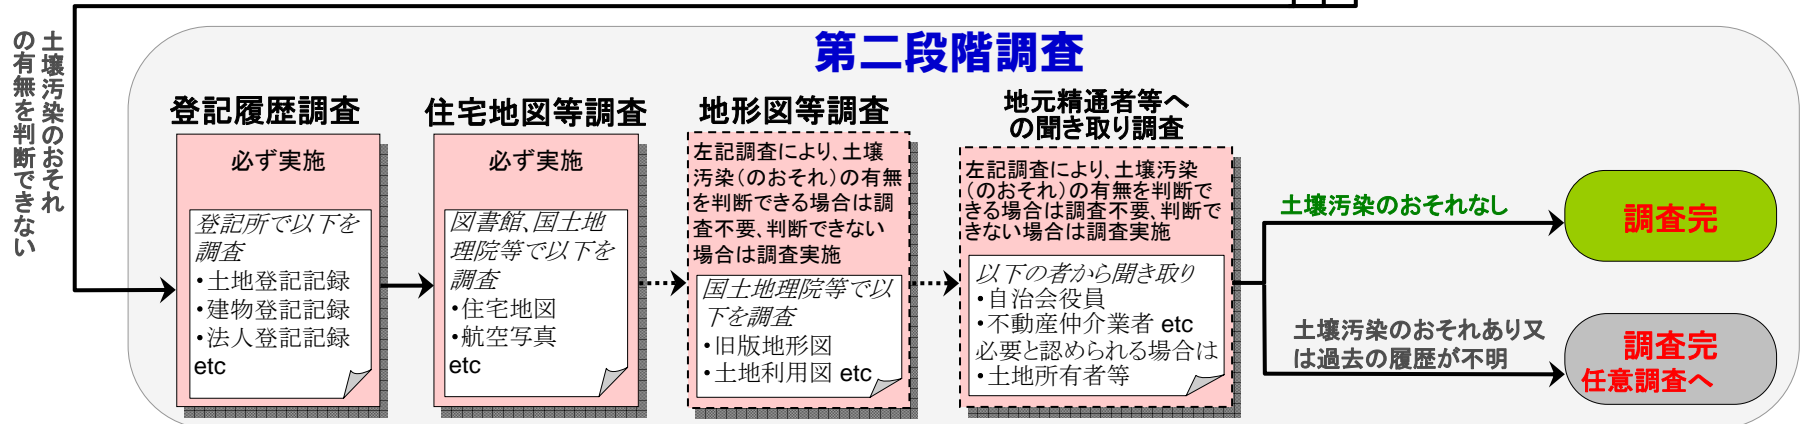 第二段階調査
土壌汚染のおそれ
の有無を判断できない
登記履歴調査
必ず実施
登記所で以下を
調査
・土地登記記録
・建物登記記録
・法人登記記録
etc
住宅地図等調査
必ず実施
図書館、国土地
理院等で以下を
調査
・住宅地図
・航空写真
etc
地形図等調査
左記調査により、土壌
汚染(のおそれ)の有無
を判断できる場合は調
査不要、判断できない
場合は調査実施
国土地理院等で以
下を調査
・旧版地形図
・土地利用図 etc
地元精通者等へ
の聞き取り調査
左記調査により、土壌汚染
(のおそれ)の有無を判断で
きる場合は調査不要、判断で
きない場合は調査実施
以下の者から聞き取り
・自治会役員
・不動産仲介業者 etc
必要と認められる場合は
・土地所有者等
土壌汚染のおそれなし
調査完
土壌汚染のおそれあり又
は過去の履歴が不明
調査完
任意調査へ